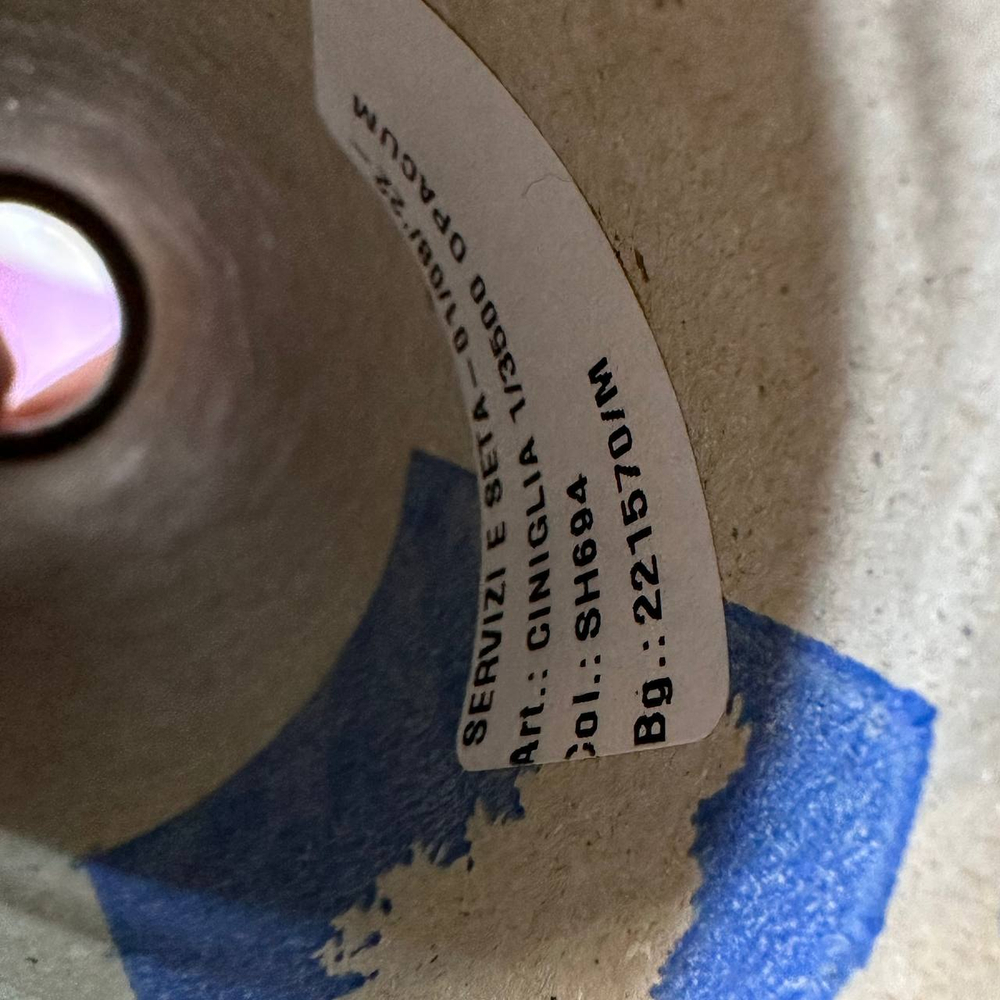 SERVIZI E SETA - 01/08/'22 -
Art.: CINIGLIA 1/3500 OPACUM
Col.: SH694
Bg.: 221570/M